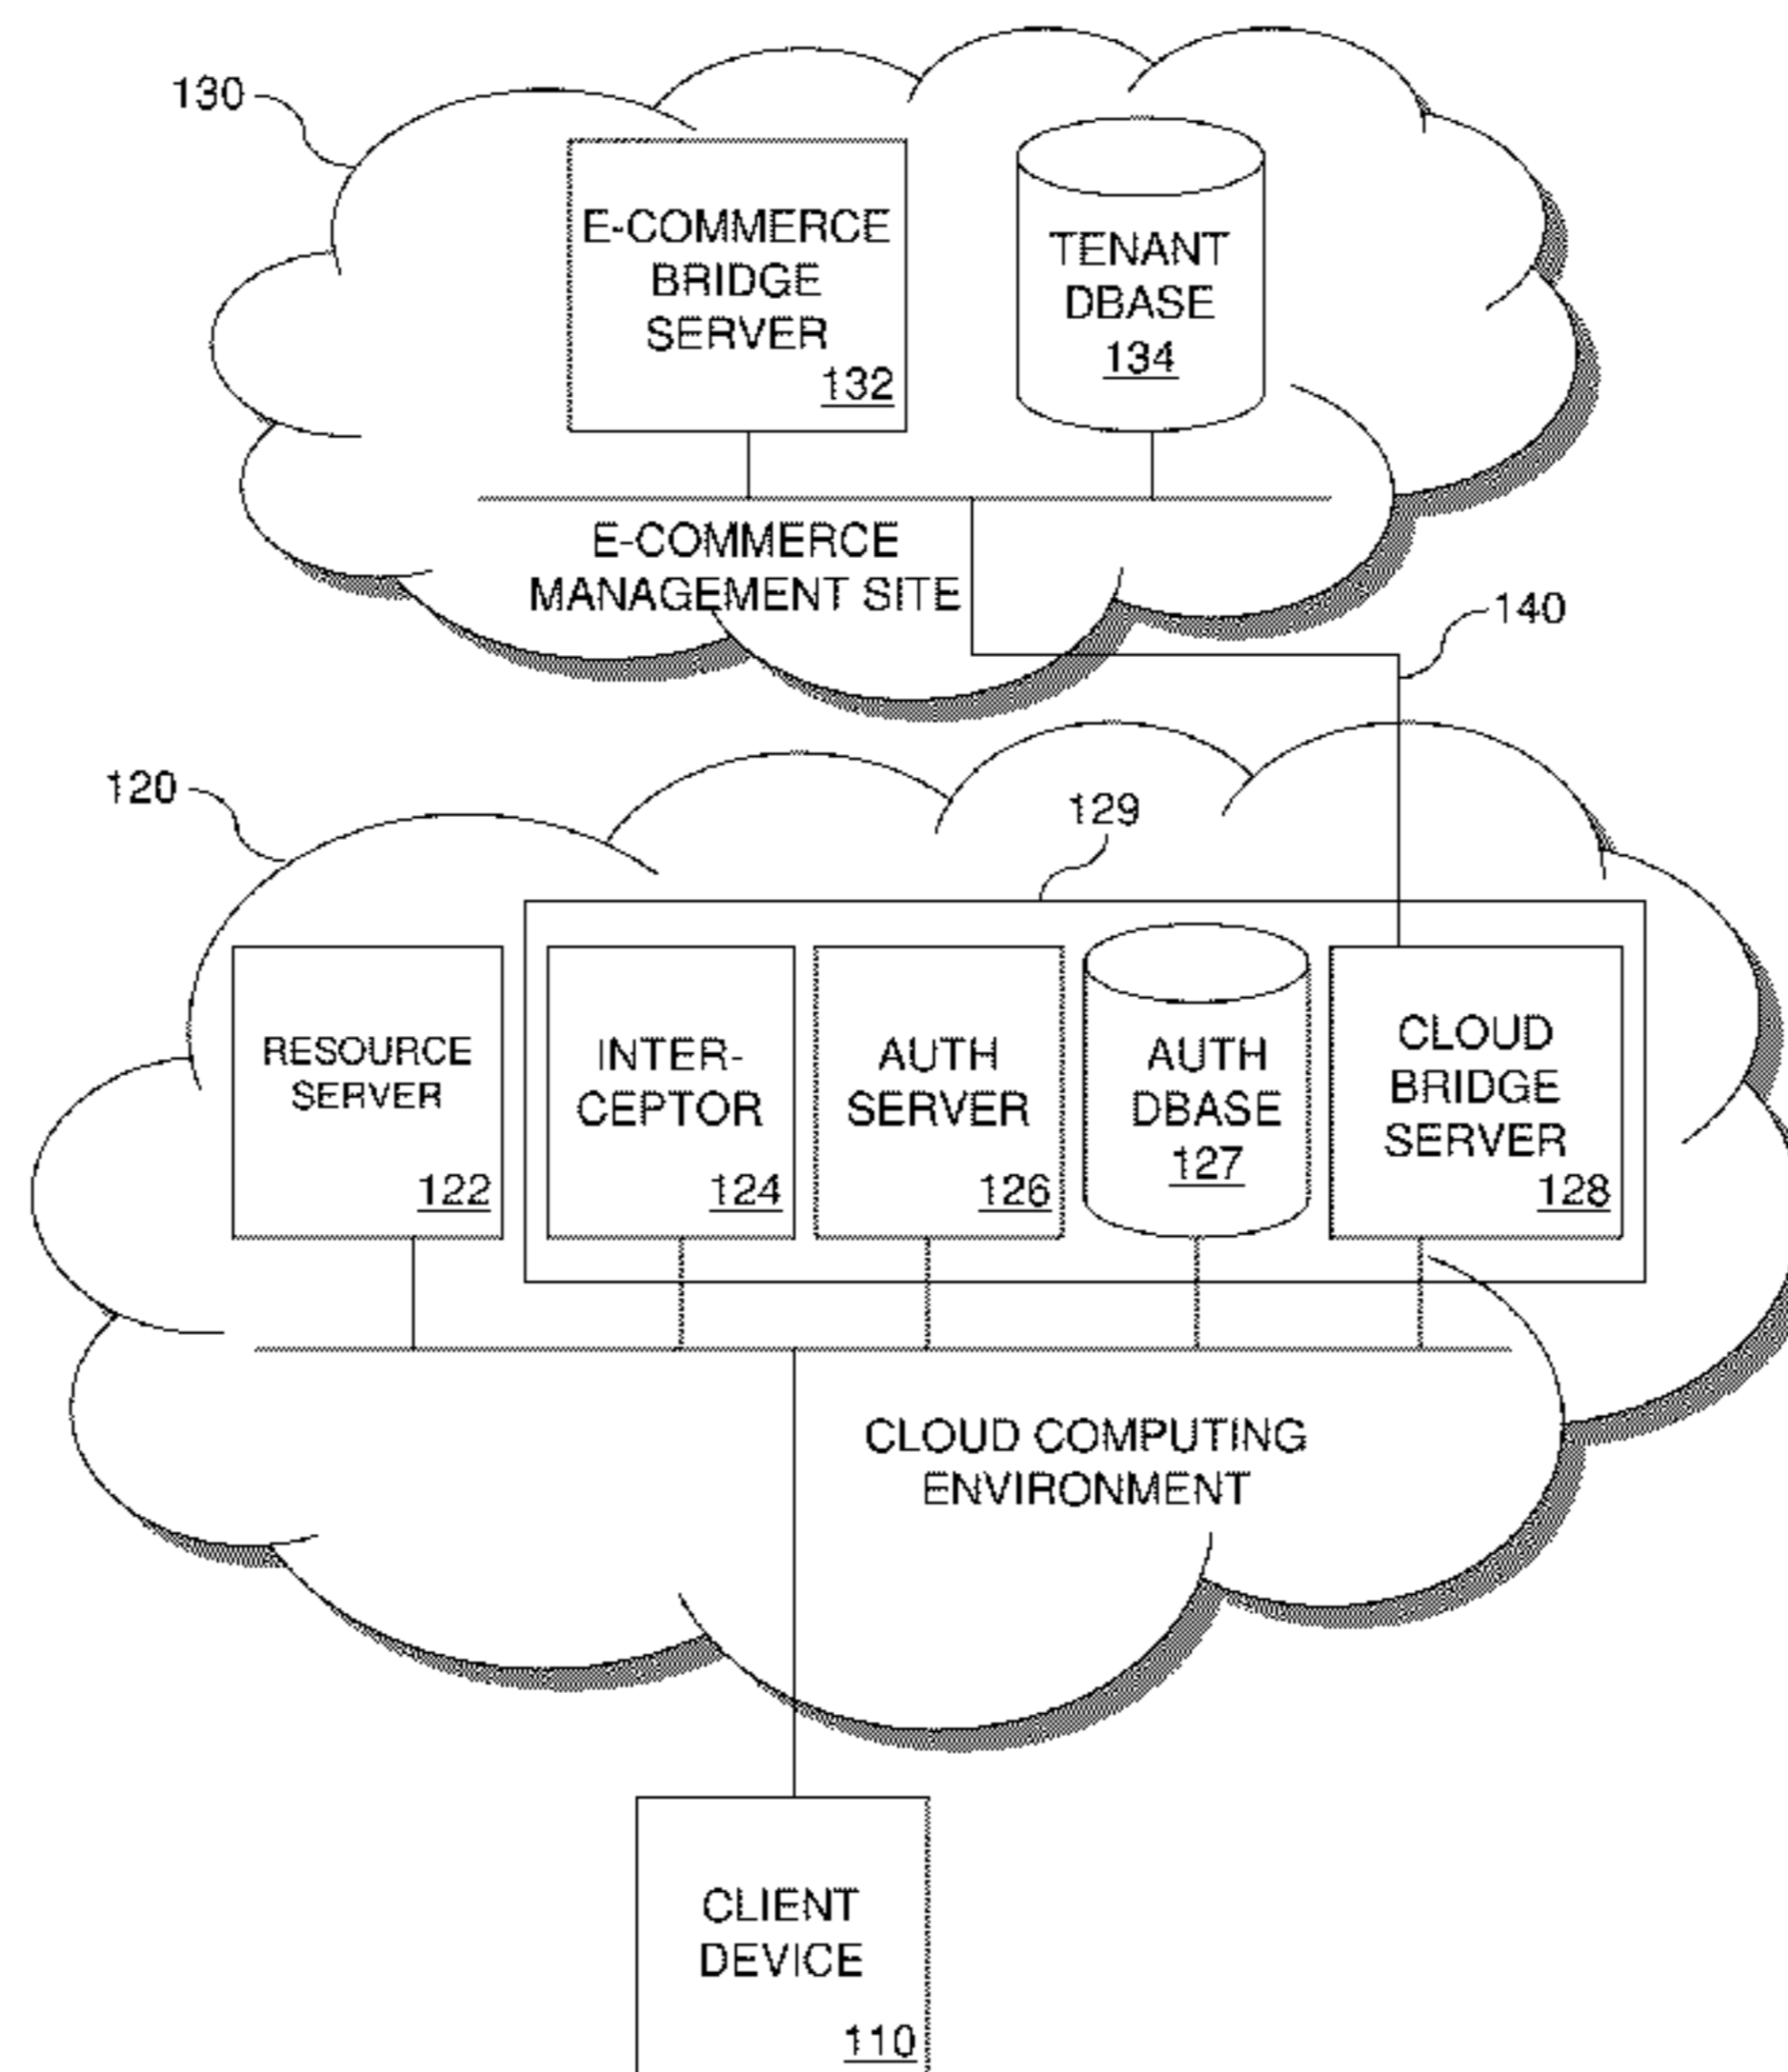 130
E-COMMERCE
BRIDGE
SERVER
132
TENANT
DBASE
134
E-COMMERCE
MANAGEMENT SITE
140
120
129
RESOURCE
SERVER
122
INTER-
CEPTOR
124
AUTH
SERVER
126
AUTH
DBASE
127
CLOUD
BRIDGE
SERVER
128
CLOUD COMPUTING
ENVIRONMENT
CLIENT
DEVICE
110